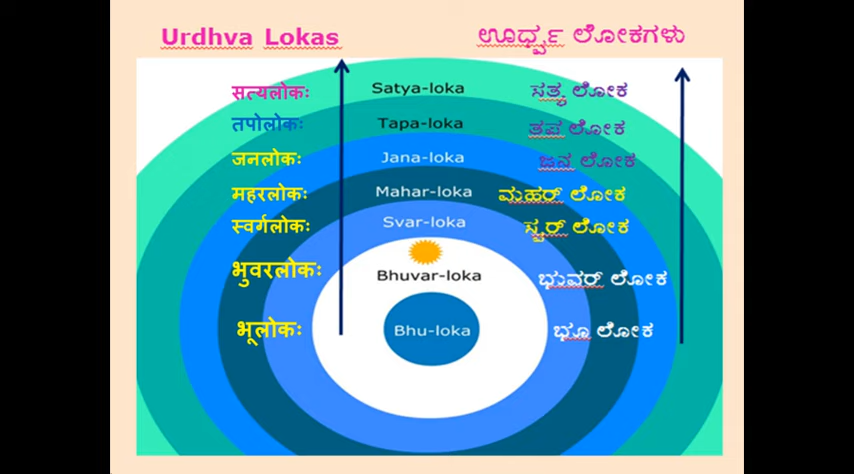 Urdhva Lokas ಊರ್ಧ್ವ ಲೋಕಗಳು
सत्यलोकः Satya-loka ಸತ್ಯ ಲೋಕ
तपोलोकः Tapa-loka ತಪ ಲೋಕ
जनलोकः Jana-loka ಜನ ಲೋಕ
महरलोकः Mahar-loka ಮಹರ್ ಲೋಕ
स्वर्गलोकः Svar-loka ಸ್ವರ್ ಲೋಕ
भुवरलोकः Bhuvar-loka ಭುವರ್ ಲೋಕ
भूलोकः Bhu-loka ಭೂ ಲೋಕ